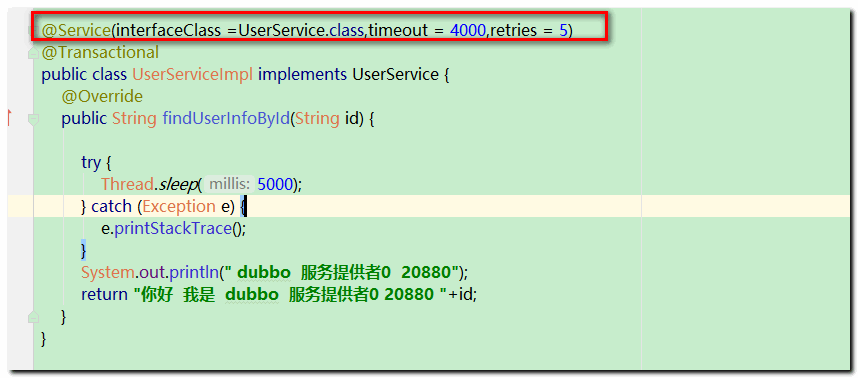 @Service(interfaceClass =UserService.class,timeout = 4000,retries = 5)
@Transactional
public class UserServiceImpl implements UserService {
@Override
public String findUserInfoById(String id) {
try {
Thread.sleep( millis: 5000);
} catch (Exception e) {
e.printStackTrace();
}
System.out.println(" dubbo 服务提供者0 20880");
return "你好 我是 dubbo 服务提供者0 20880 "+id;
}
}